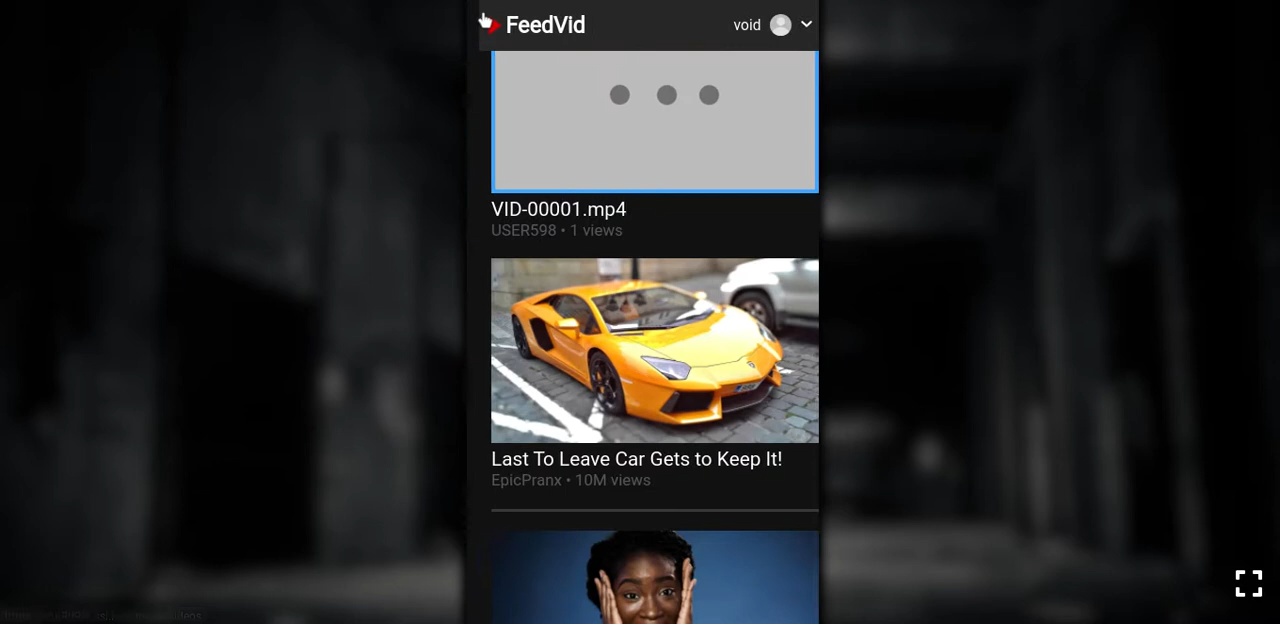 FeedVid
void
VID-00001.mp4
USER598 • 1 views
Last To Leave Car Gets to Keep It!
EpicPranx • 10M views